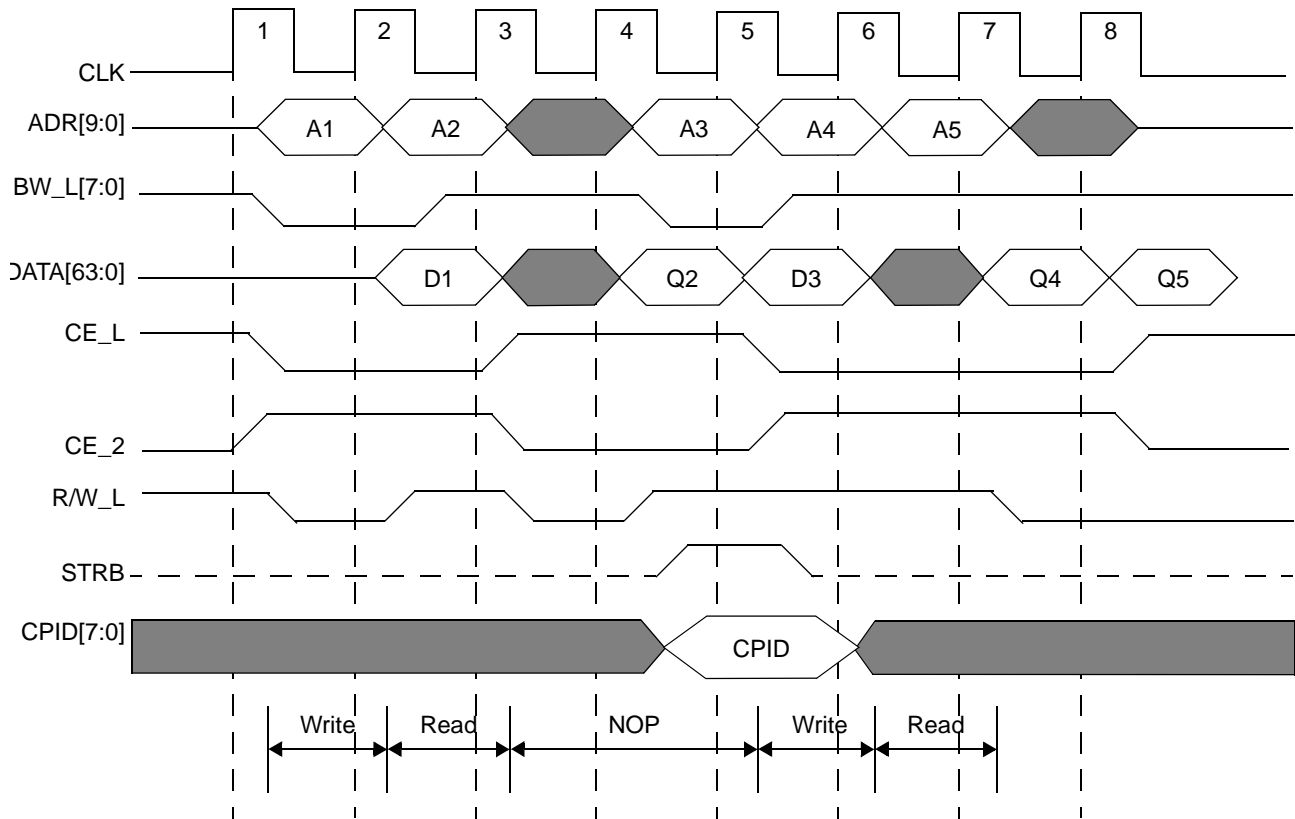 1 2 3 4 5 6 7 8
CLK
ADR[9:0] A1 A2 A3 A4 A5
BW_L[7:0]
DATA[63:0] D1 Q2 D3 Q4 Q5
CE_L
CE_2
R/W_L
STRB
CPID[7:0] CPID
Write Read NOP Write Read